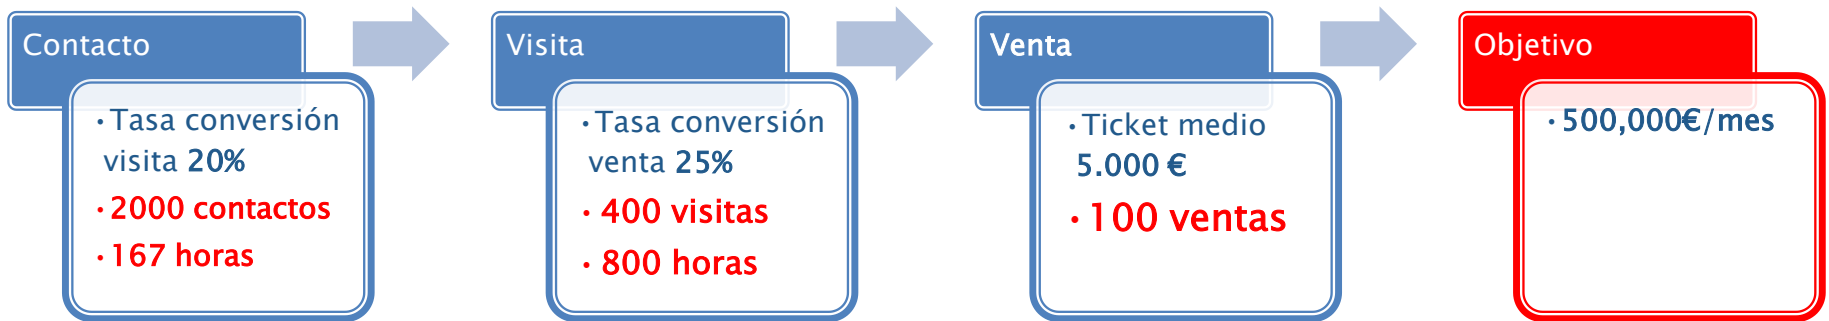 Contacto
• Tasa conversión
visita 20%
• 2000 contactos
• 167 horas
Visita
• Tasa conversión
venta 25%
• 400 visitas
• 800 horas
Venta
• Ticket medio
5.000 €
• 100 ventas
Objetivo
• 500,000€/mes